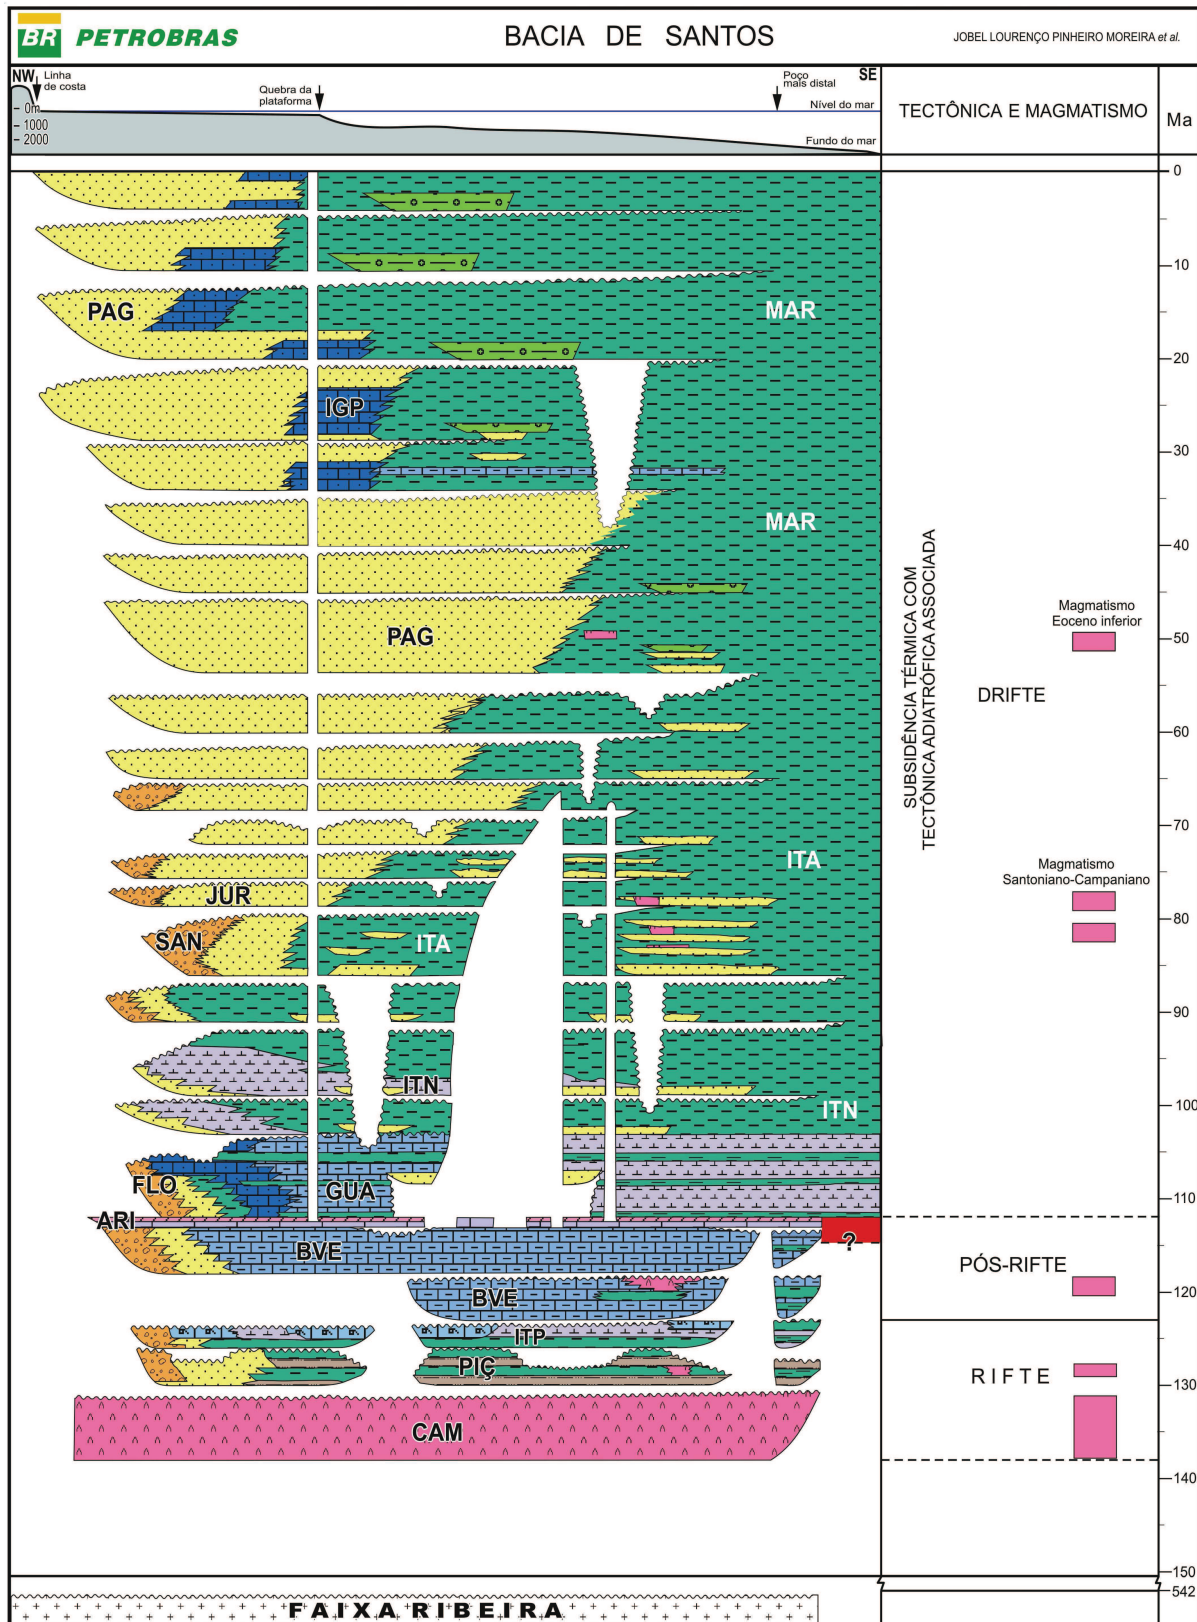 BR PETROBRAS
BACIA DE SANTOS
JOBEL LOURENÇO PINHEIRO MOREIRA et al.
NW
Linha
de costa
Quebra da
plataforma
Poço
mais distal
SE
0m
1000
2000
Nível do mar
Fundo do mar
TECTÔNICA E MAGMATISMO
Ma
0
10
20
30
40
50
60
70
80
90
100
110
120
130
140
150
542
PAG
MAR
IGP
MAR
PAG
ITA
JUR
SAN
ITA
ITN
ITN
FLO
GUA
ARI
BVE
?
BVE
ITP
PIÇ
CAM
FAIXA RIBEIRA
SUBSIDÊNCIA TÉRMICA COM
TECTÔNICA ADIATRÓFICA ASSOCIADA
Magmatismo
Eoceno inferior
DRIFTE
Magmatismo
Santoniano-Campaniano
PÓS-RIFTE
RIFTE